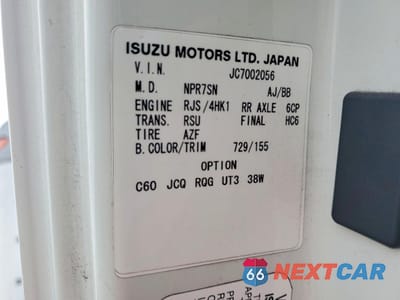 ISUZU MOTORS LTD. JAPAN
V.I.N. JC7002056
M.D. NPR7SN AJ/BB
ENGINE RJS/4HK1 RR AXLE 6CP
TRANS. RSU FINAL HC6
TIRE AZF
B.COLOR/TRIM 729/155
OPTION
C60 JCQ RQG UT3 38W
66 NEXTCAR